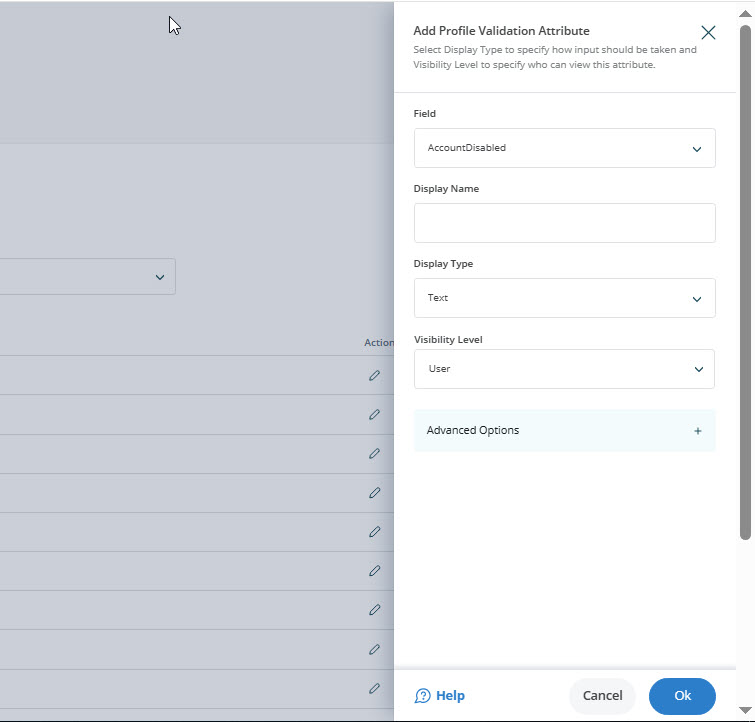 Add Profile Validation Attribute
Select Display Type to specify how input should be taken and
Visibility Level to specify who can view this attribute.
Field
AccountDisabled
Display Name
Display Type
Text
Action
Visibility Level
User
Advanced Options +
Help
Cancel
Ok